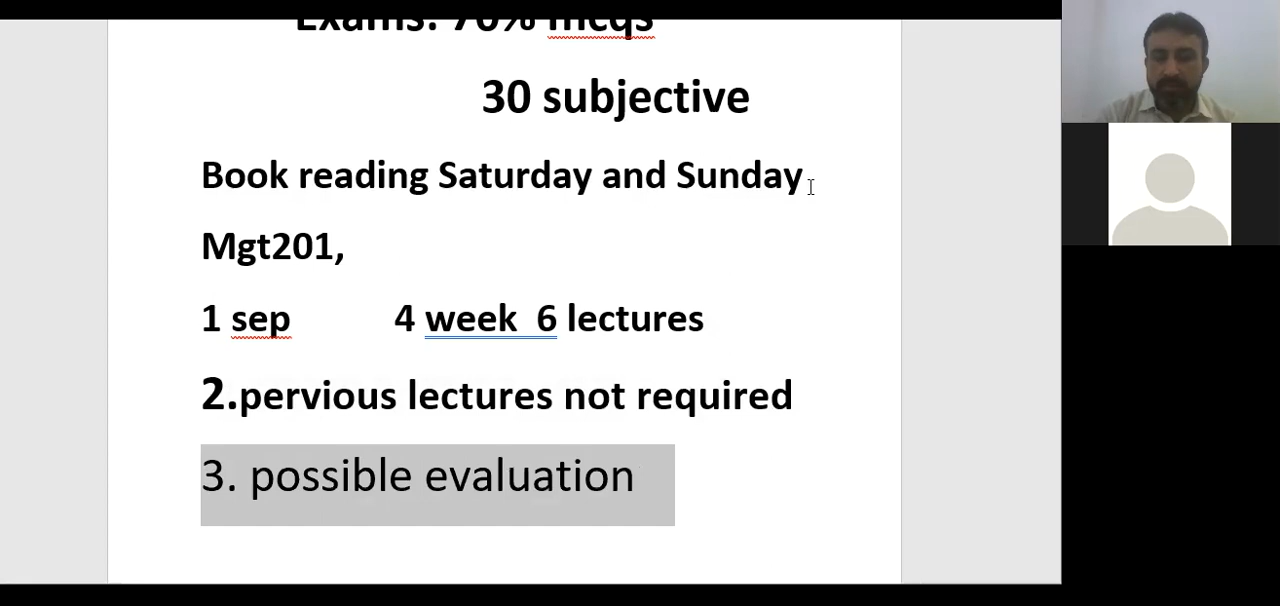 Exams: 70% mcqs
30 subjective
Book reading Saturday and Sunday
Mgt201,
1 sep 4 week 6 lectures
2.pervious lectures not required
3. possible evaluation